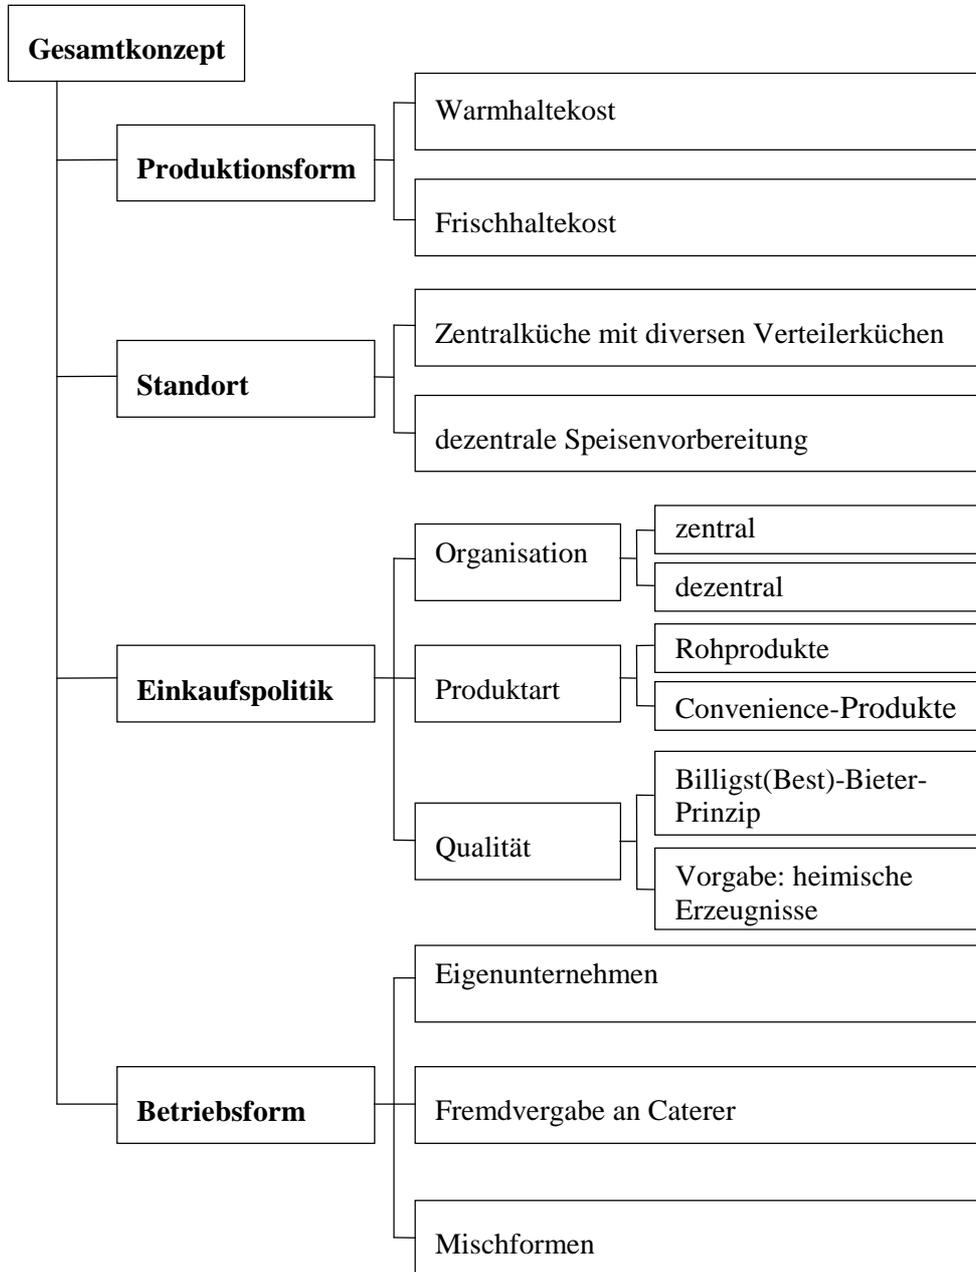 Gesamtkonzept
Warmhaltekost
Produktionsform
Frischhaltekost
Zentralküche mit diversen Verteilerküchen
Standort
dezentrale Speisenvorbereitung
zentral
Organisation
dezentral
Rohprodukte
Einkaufspolitik
Produktart
Convenience-Produkte
Billigst(Best)-Bieter-
Prinzip
Qualität
Vorgabe: heimische
Erzeugnisse
Eigenunternehmen
Betriebsform
Fremdvergabe an Caterer
Mischformen